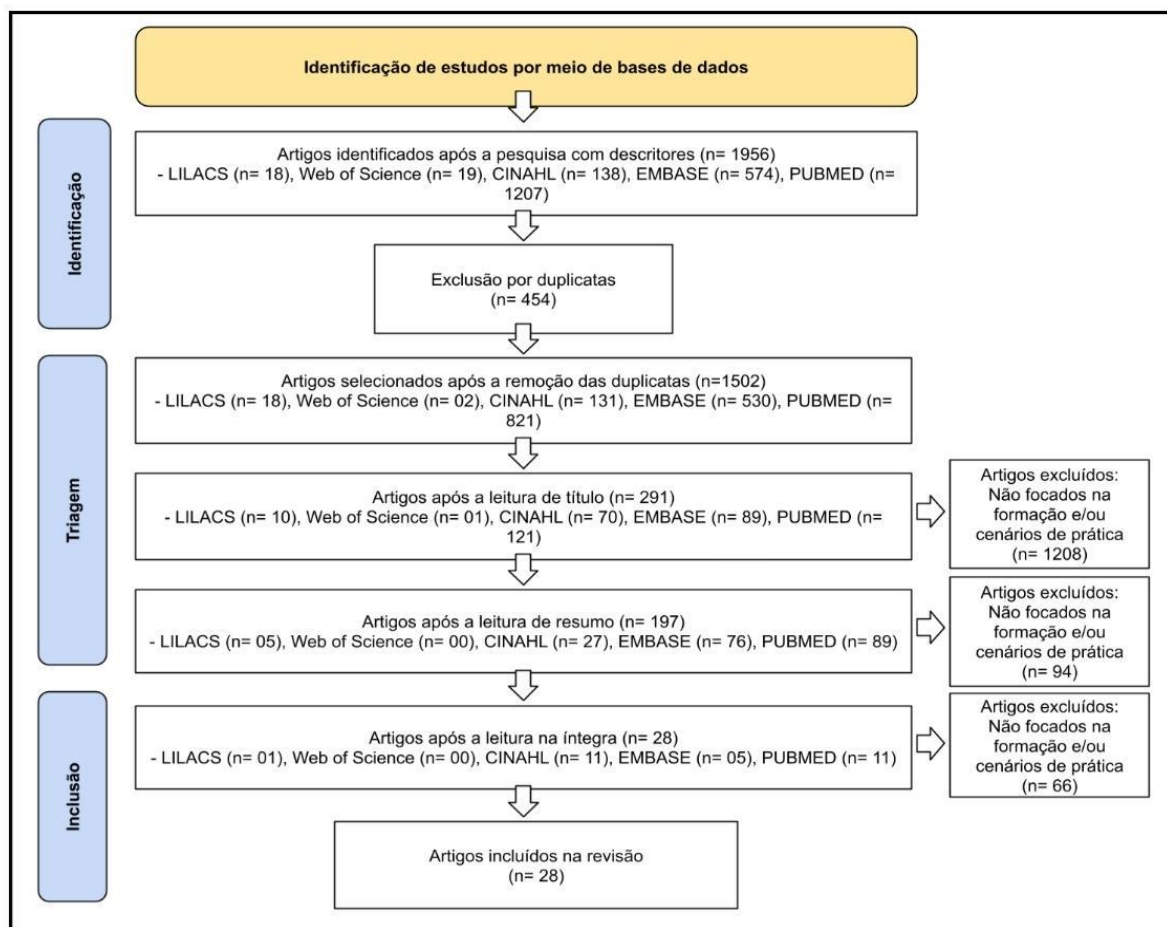 Identificação de estudos por meio de bases de dados
Identificação
Artigos identificados após a pesquisa com descritores (n= 1956)
- LILACS (n= 18), Web of Science (n= 19), CINAHL (n= 138), EMBASE (n= 574), PUBMED (n=
1207)
Exclusão por duplicatas
(n= 454)
Triagem
Artigos selecionados após a remoção das duplicatas (n=1502)
- LILACS (n= 18), Web of Science (n= 02), CINAHL (n= 131), EMBASE (n= 530), PUBMED (n=
821)
Artigos após a leitura de título (n= 291)
- LILACS (n= 10), Web of Science (n= 01), CINAHL (n= 70), EMBASE (n= 89), PUBMED (n=
121)
Artigos excluídos:
Não focados na
formação e/ou
cenários de prática
(n= 1208)
Artigos após a leitura de resumo (n= 197)
- LILACS (n= 05), Web of Science (n= 00), CINAHL (n= 27), EMBASE (n= 76), PUBMED (n= 89)
Artigos excluídos:
Não focados na
formação e/ou
cenários de prática
(n= 94)
Inclusão
Artigos após a leitura na íntegra (n= 28)
- LILACS (n= 01), Web of Science (n= 00), CINAHL (n= 11), EMBASE (n= 05), PUBMED (n= 11)
Artigos excluídos:
Não focados na
formação e/ou
cenários de prática
(n= 66)
Artigos incluídos na revisão
(n= 28)